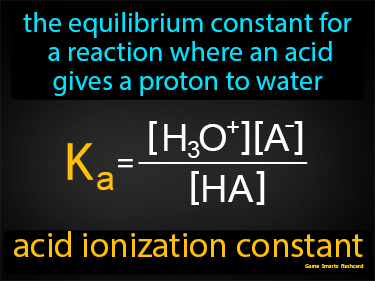 the equilibrium constant for
a reaction where an acid
gives a proton to water
Kₐ = [H₃O⁺][A⁻] / [HA]
acid ionization constant
Game Smartz flashcard